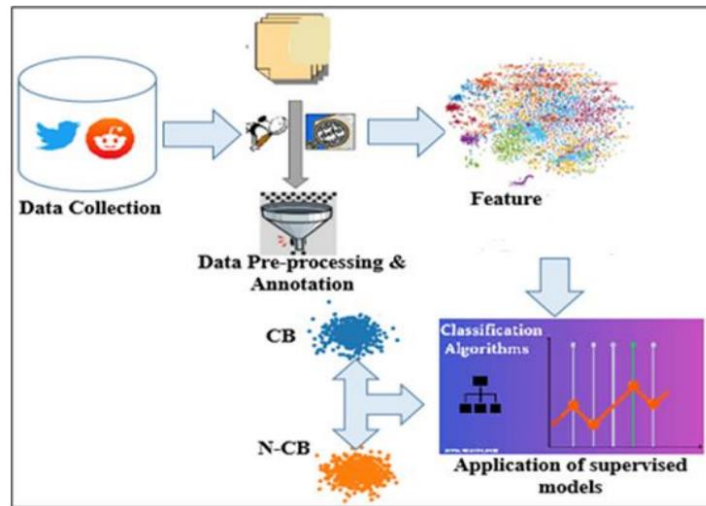 Data Collection
Data Pre-processing &
Annotation
Feature
CB
N-CB
Classification
Algorithms
Application of supervised
models